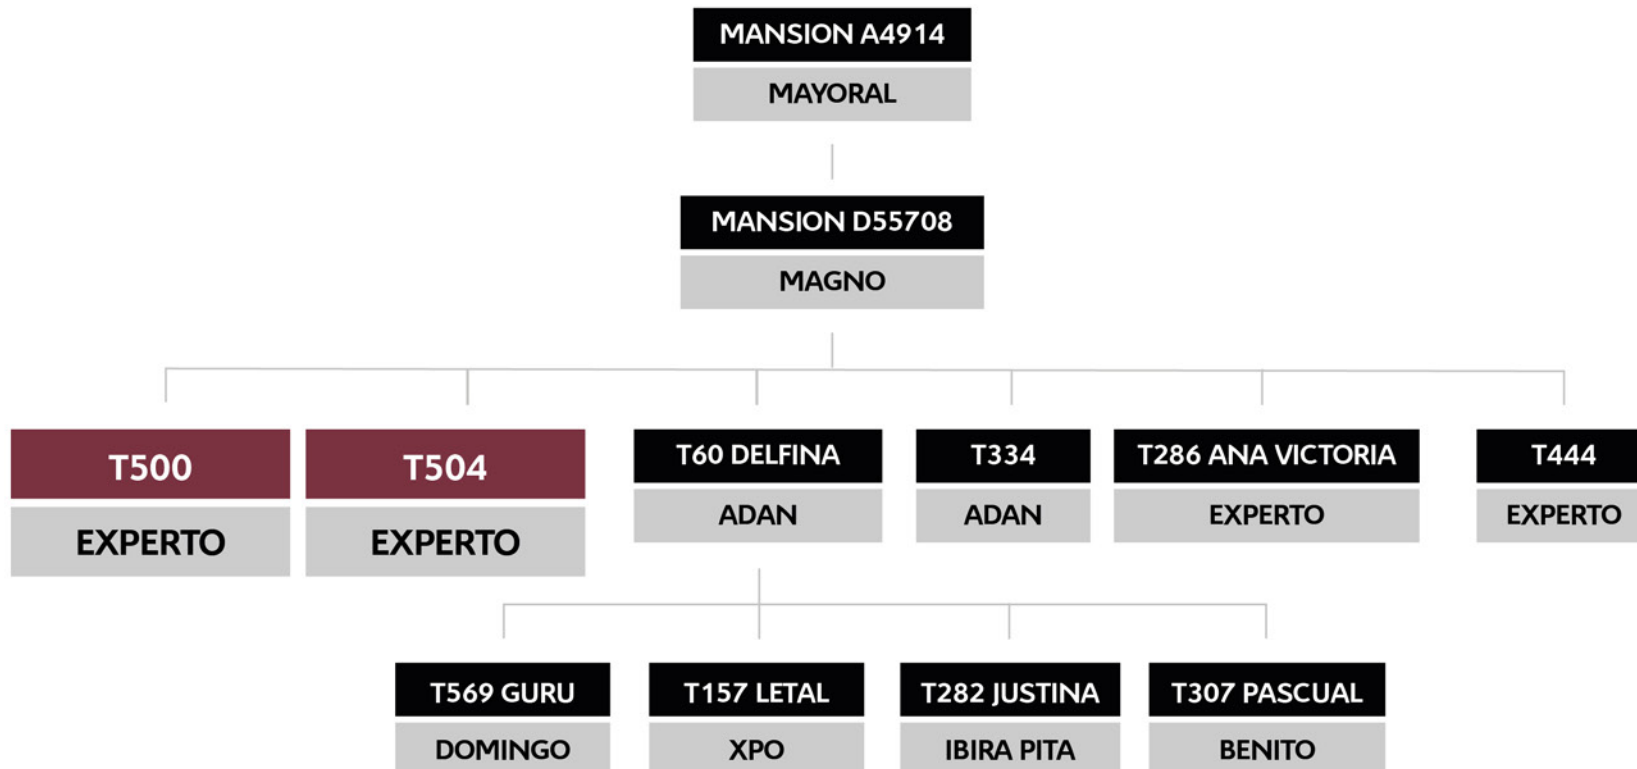 MANSION A4914
MAYORAL
MANSION D55708
MAGNO
T500
EXPERTO
T504
EXPERTO
T60 DELFINA
ADAN
T334
ADAN
T286 ANA VICTORIA
EXPERTO
T444
EXPERTO
T569 GURU
DOMINGO
T157 LETAL
XPO
T282 JUSTINA
IBIRA PITA
T307 PASCUAL
BENITO